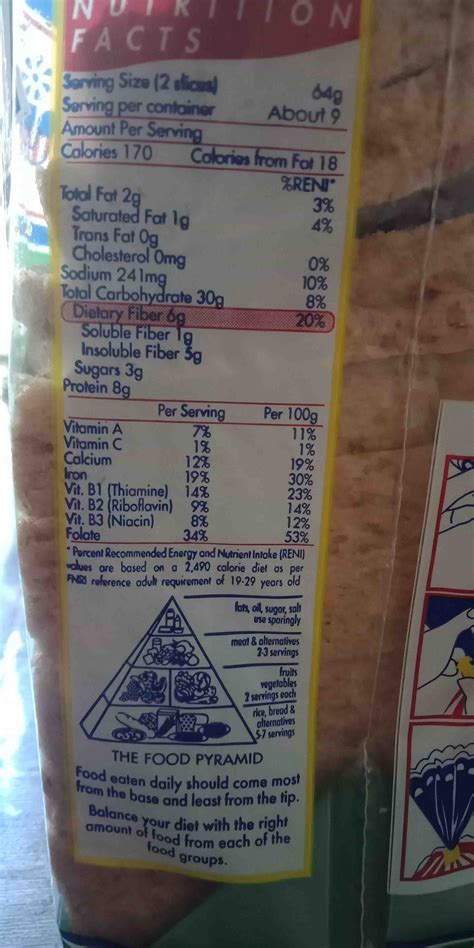 NUTRITION
FACTS
Serving Size (2 slices) 64g
Serving per container About 9
Amount Per Serving
Calories 170 Calories from Fat 18
%RENI*
Total Fat 2g 3%
Saturated Fat 1g 4%
Trans Fat 0g
Cholesterol 0mg 0%
Sodium 241mg 10%
Total Carbohydrate 30g 8%
Dietary Fiber 6g 20%
Soluble Fiber 1g
Insoluble Fiber 5g
Sugars 3g
Protein 8g
Per Serving Per 100g
Vitamin A 7% 11%
Vitamin C 1% 1%
Calcium 12% 19%
Iron 19% 30%
Vit. B1 (Thiamine) 14% 23%
Vit. B2 (Riboflavin) 9% 14%
Vit. B3 (Niacin) 8% 12%
Folate 34% 53%
* Percent Recommended Energy and Nutrient Intake (RENI)
values are based on a 2,490 calorie diet as per
FNRI reference adult requirement of 19-29 years old
fats, oil, sugar, salt
use sparingly
meat & alternatives
2-3 servings
fruits
vegetables
2 servings each
rice, bread &
alternatives
5-7 servings
THE FOOD PYRAMID
Food eaten daily should come most
from the base and least from the tip.
Balance your diet with the right
amount of food from each of the
food groups.